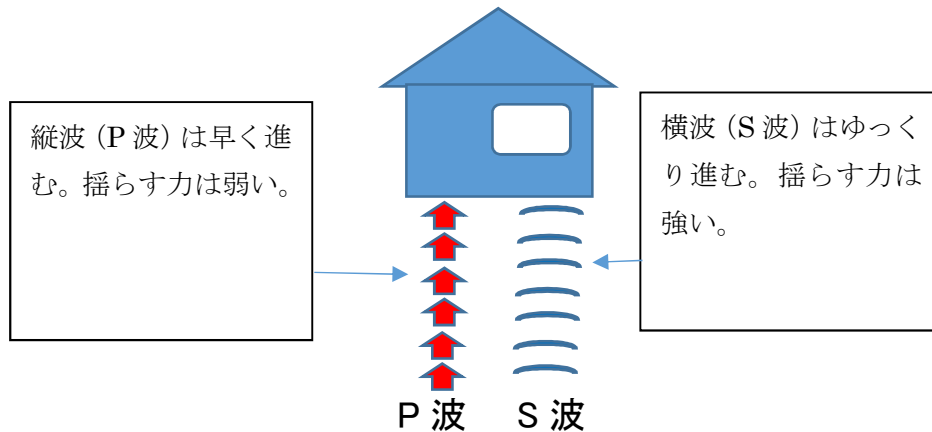 縦波（P 波）は早く進
む。揺らす力は弱い。
横波（S 波）はゆっく
り進む。揺らす力は
強い。
P 波 S 波